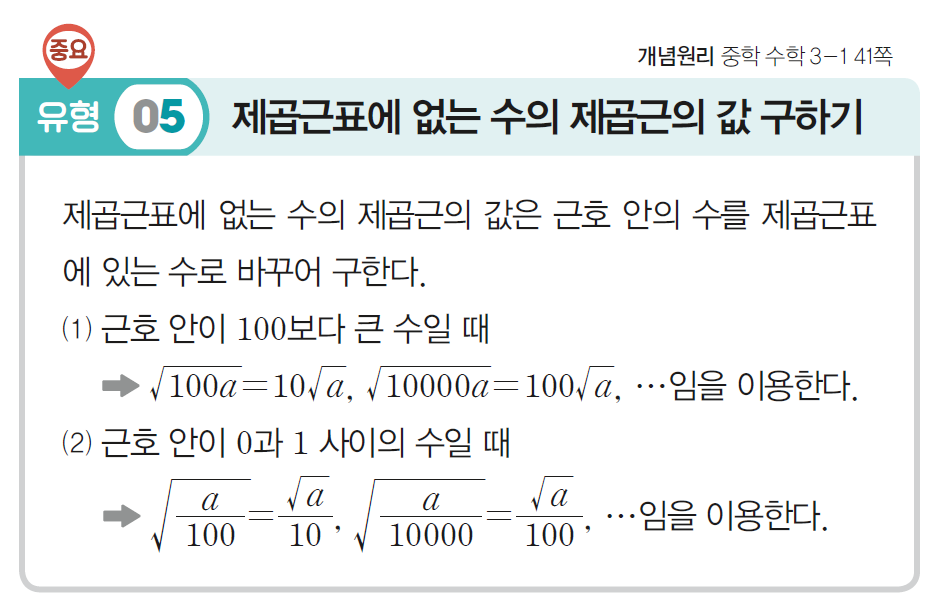 중요
개념원리 중학 수학 3-1 41쪽
유형 05 제곱근표에 없는 수의 제곱근의 값 구하기
제곱근표에 없는 수의 제곱근의 값은 근호 안의 수를 제곱근표
에 있는 수로 바꾸어 구한다.
⑴ 근호 안이 100보다 큰 수일 때
➡ √(100a)=10√a, √(10000a)=100√a, …임을 이용한다.
⑵ 근호 안이 0과 1 사이의 수일 때
➡ √(a/100)=√a/10, √(a/10000)=√a/100, …임을 이용한다.